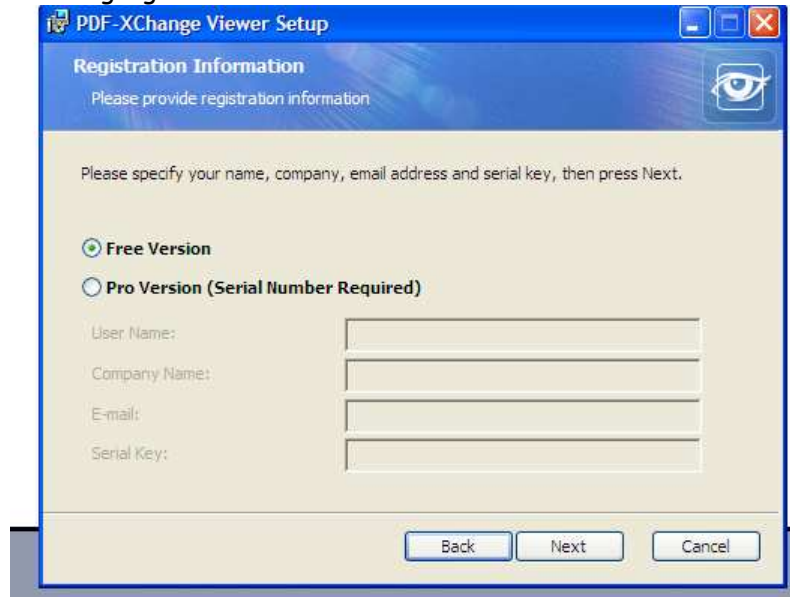 PDF-XChange Viewer Setup
Registration Information
Please provide registration information
Please specify your name, company, email address and serial key, then press Next.
Free Version
Pro Version (Serial Number Required)
User Name:
Company Name:
E-mail:
Serial Key:
Back Next Cancel